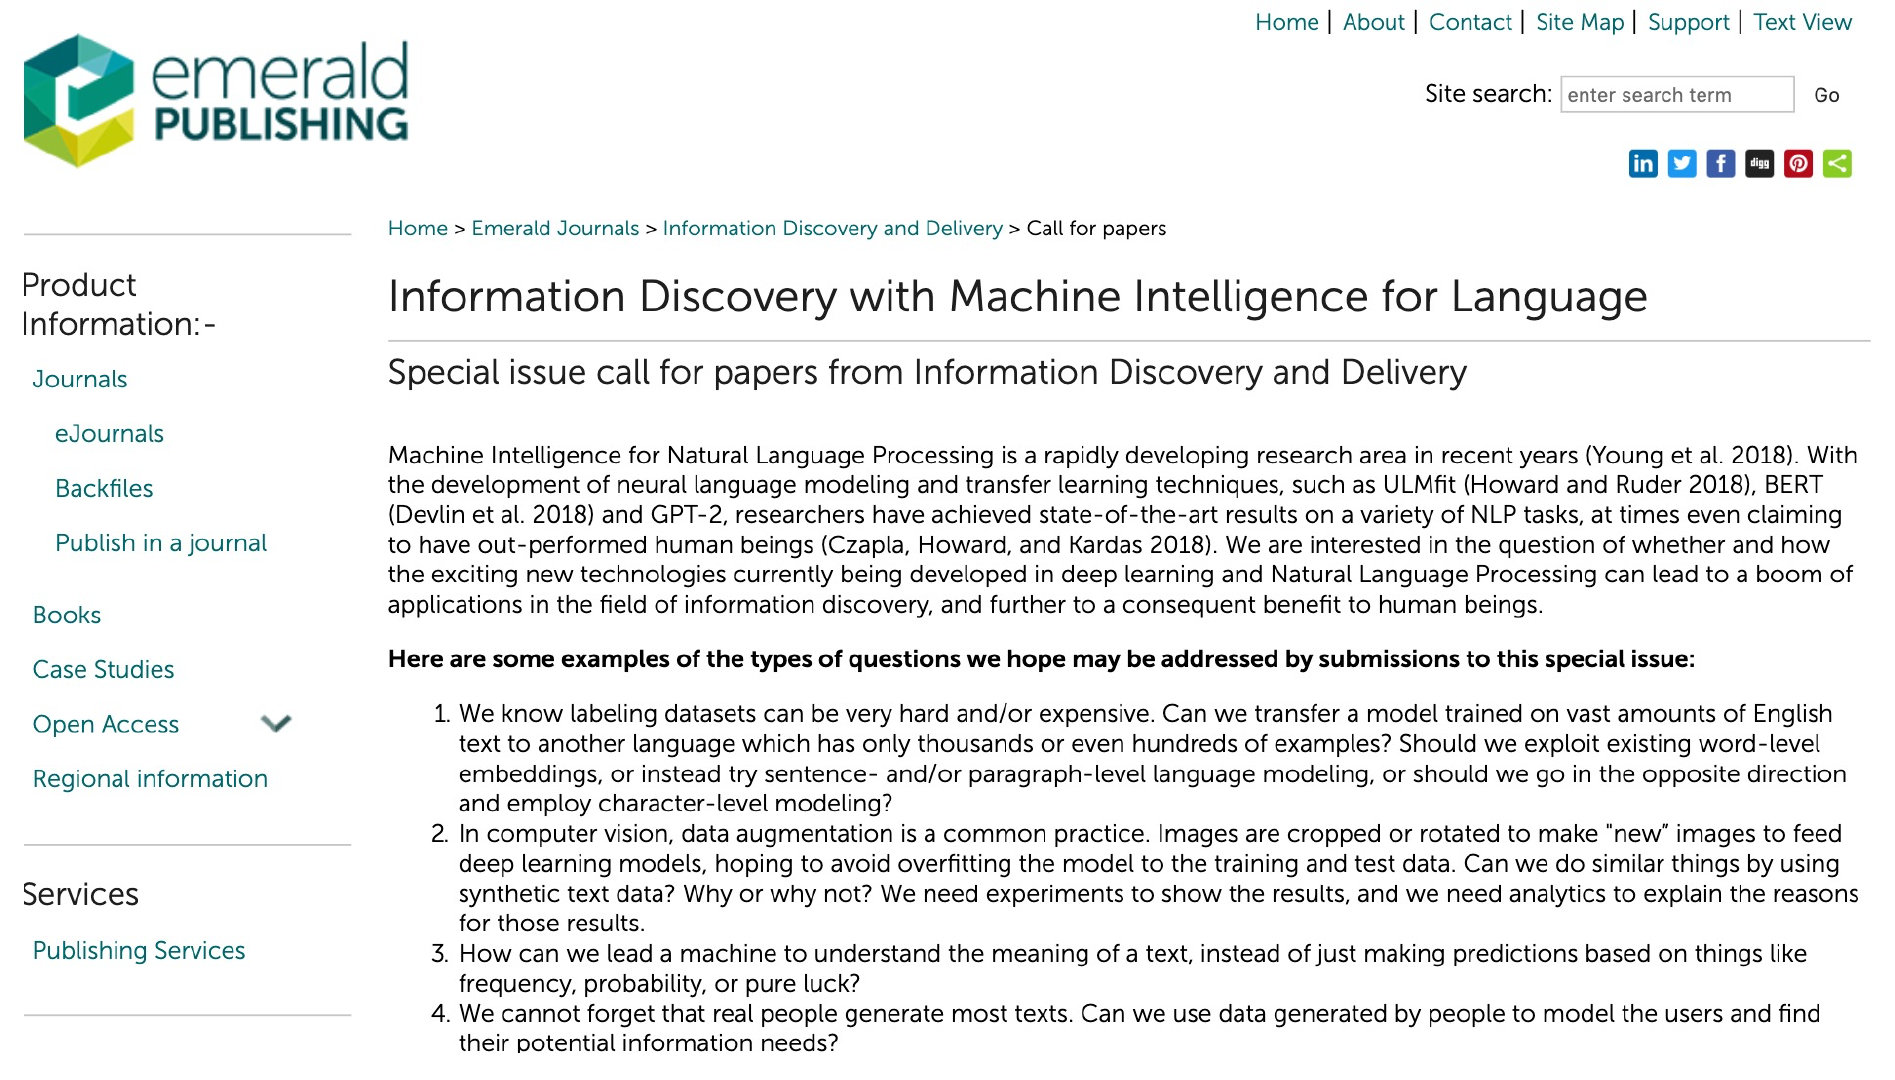 Home | About | Contact | Site Map | Support | Text View
emerald
PUBLISHING
Site search: enter search term Go
in f digg
Home > Emerald Journals > Information Discovery and Delivery > Call for papers
Product
Information:-
Journals
eJournals
Backfiles
Publish in a journal
Books
Case Studies
Open Access
Regional information
Services
Publishing Services
Information Discovery with Machine Intelligence for Language
Special issue call for papers from Information Discovery and Delivery
Machine Intelligence for Natural Language Processing is a rapidly developing research area in recent years (Young et al. 2018). With
the development of neural language modeling and transfer learning techniques, such as ULMfit (Howard and Ruder 2018), BERT
(Devlin et al. 2018) and GPT-2, researchers have achieved state-of-the-art results on a variety of NLP tasks, at times even claiming
to have out-performed human beings (Czapla, Howard, and Kardas 2018). We are interested in the question of whether and how
the exciting new technologies currently being developed in deep learning and Natural Language Processing can lead to a boom of
applications in the field of information discovery, and further to a consequent benefit to human beings.
Here are some examples of the types of questions we hope may be addressed by submissions to this special issue:
1. We know labeling datasets can be very hard and/or expensive. Can we transfer a model trained on vast amounts of English
text to another language which has only thousands or even hundreds of examples? Should we exploit existing word-level
embeddings, or instead try sentence- and/or paragraph-level language modeling, or should we go in the opposite direction
and employ character-level modeling?
2. In computer vision, data augmentation is a common practice. Images are cropped or rotated to make "new” images to feed
deep learning models, hoping to avoid overfitting the model to the training and test data. Can we do similar things by using
synthetic text data? Why or why not? We need experiments to show the results, and we need analytics to explain the reasons
for those results.
3. How can we lead a machine to understand the meaning of a text, instead of just making predictions based on things like
frequency, probability, or pure luck?
4. We cannot forget that real people generate most texts. Can we use data generated by people to model the users and find
their potential information needs?